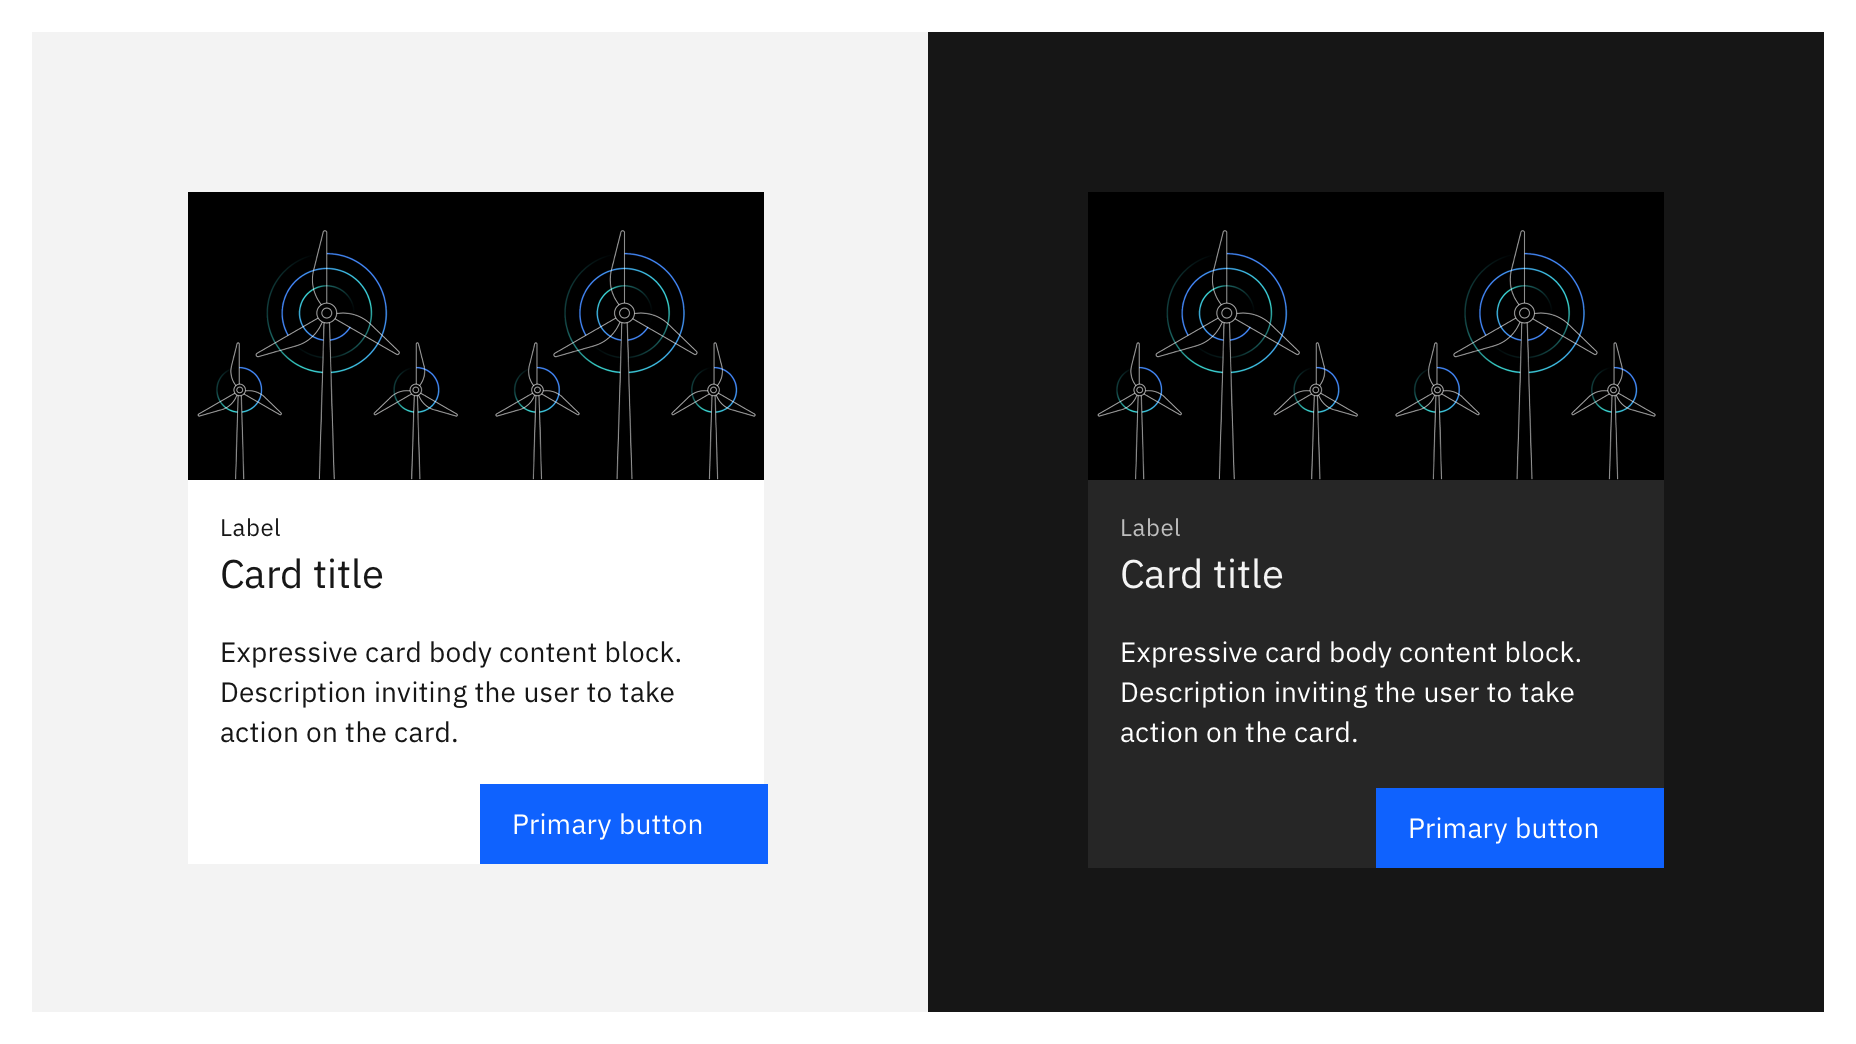 Label
Card title
Expressive card body content block.
Description inviting the user to take
action on the card.
Primary button
Label
Card title
Expressive card body content block.
Description inviting the user to take
action on the card.
Primary button